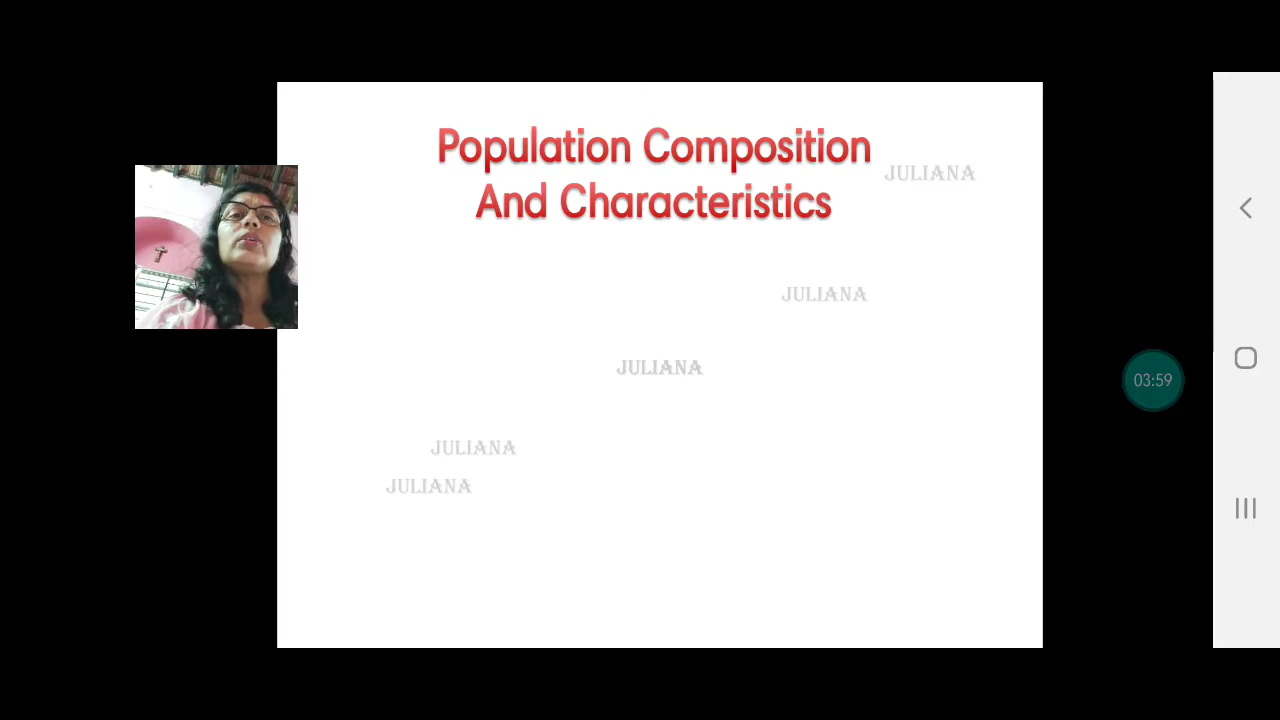 Population Composition
And Characteristics
JULIANA
JULIANA
JULIANA
JULIANA
JULIANA
03:59